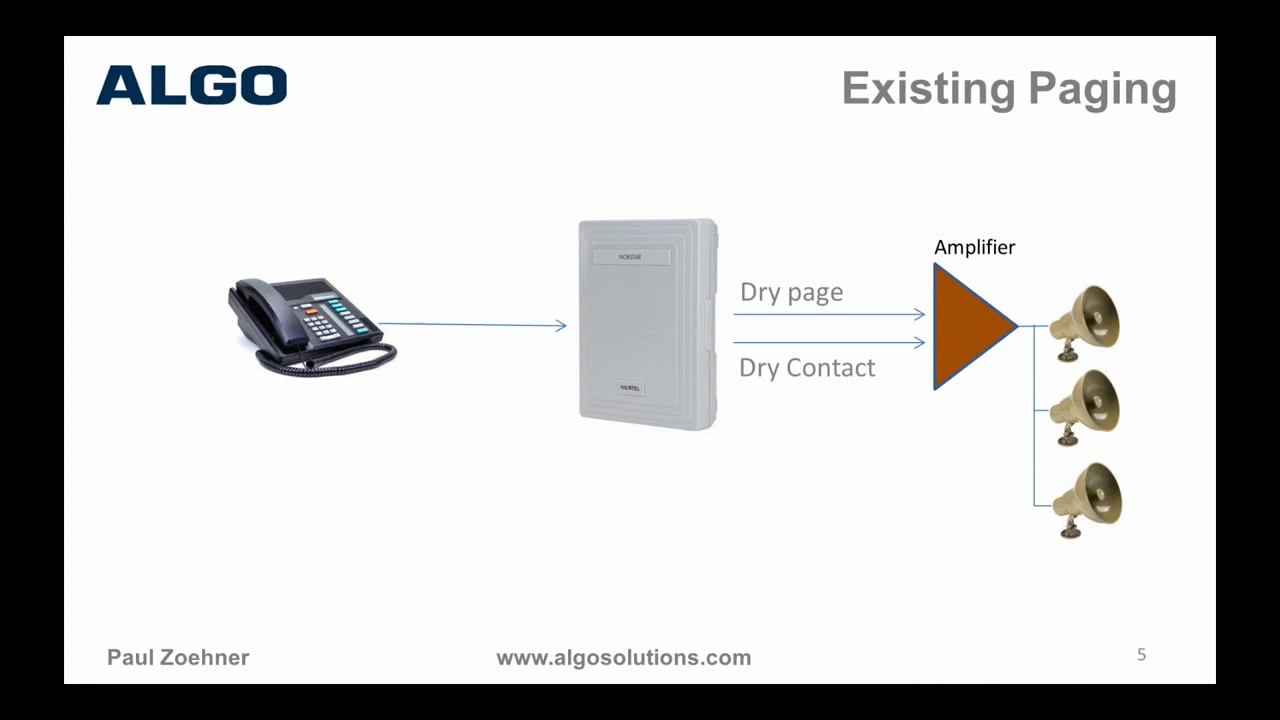 ALGO
Existing Paging
Amplifier
NORSTAR
Dry page
Dry Contact
NORTEL
Paul Zoehner
www.algosolutions.com
5